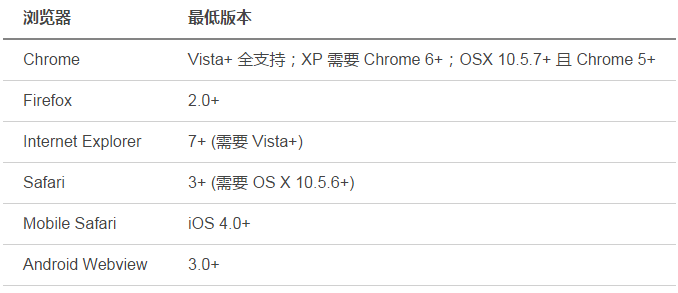 浏览器 最低版本
Chrome Vista+ 全支持；XP 需要 Chrome 6+；OSX 10.5.7+ 且 Chrome 5+
Firefox 2.0+
Internet Explorer 7+ (需要 Vista+)
Safari 3+ (需要 OS X 10.5.6+)
Mobile Safari iOS 4.0+
Android Webview 3.0+